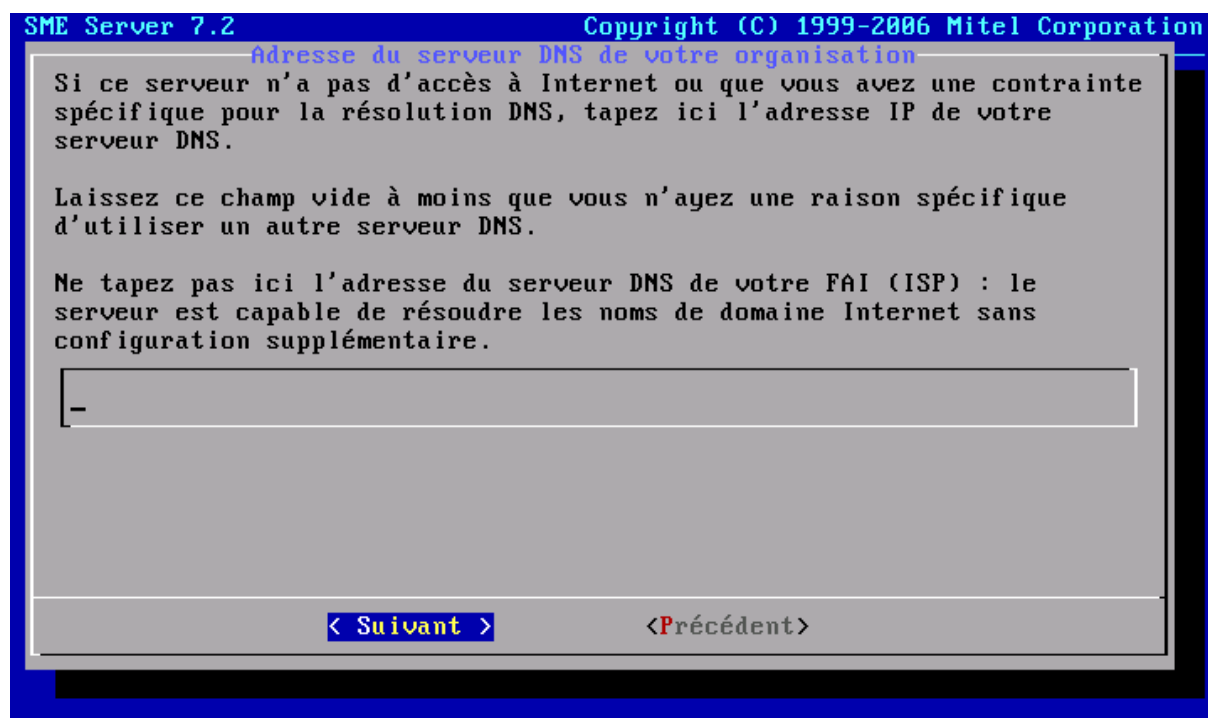 SME Server 7.2 Copyright (C) 1999-2006 Mitel Corporation
Adresse du serveur DNS de votre organisation
Si ce serveur n'a pas d'accès à Internet ou que vous avez une contrainte
spécifique pour la résolution DNS, tapez ici l'adresse IP de votre
serveur DNS.
Laissez ce champ vide à moins que vous n'ayez une raison spécifique
d'utiliser un autre serveur DNS.
Ne tapez pas ici l'adresse du serveur DNS de votre FAI (ISP) : le
serveur est capable de résoudre les noms de domaine Internet sans
configuration supplémentaire.
< Suivant > <Précédent>